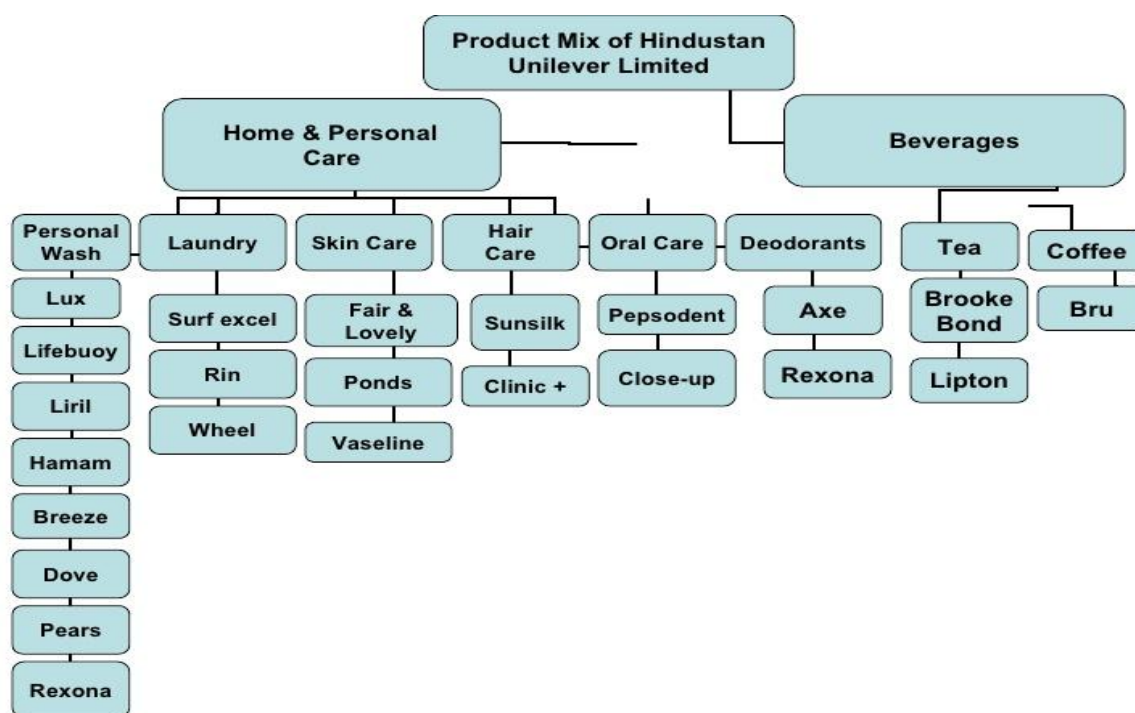 Product Mix of Hindustan
Unilever Limited
Home & Personal
Care
Beverages
Personal
Wash
Laundry
Skin Care
Hair
Care
Oral Care
Deodorants
Tea
Coffee
Lux
Lifebuoy
Liril
Hamam
Breeze
Dove
Pears
Rexona
Surf excel
Rin
Wheel
Fair &
Lovely
Ponds
Vaseline
Sunsilk
Clinic +
Pepsodent
Close-up
Axe
Rexona
Brooke
Bond
Lipton
Bru